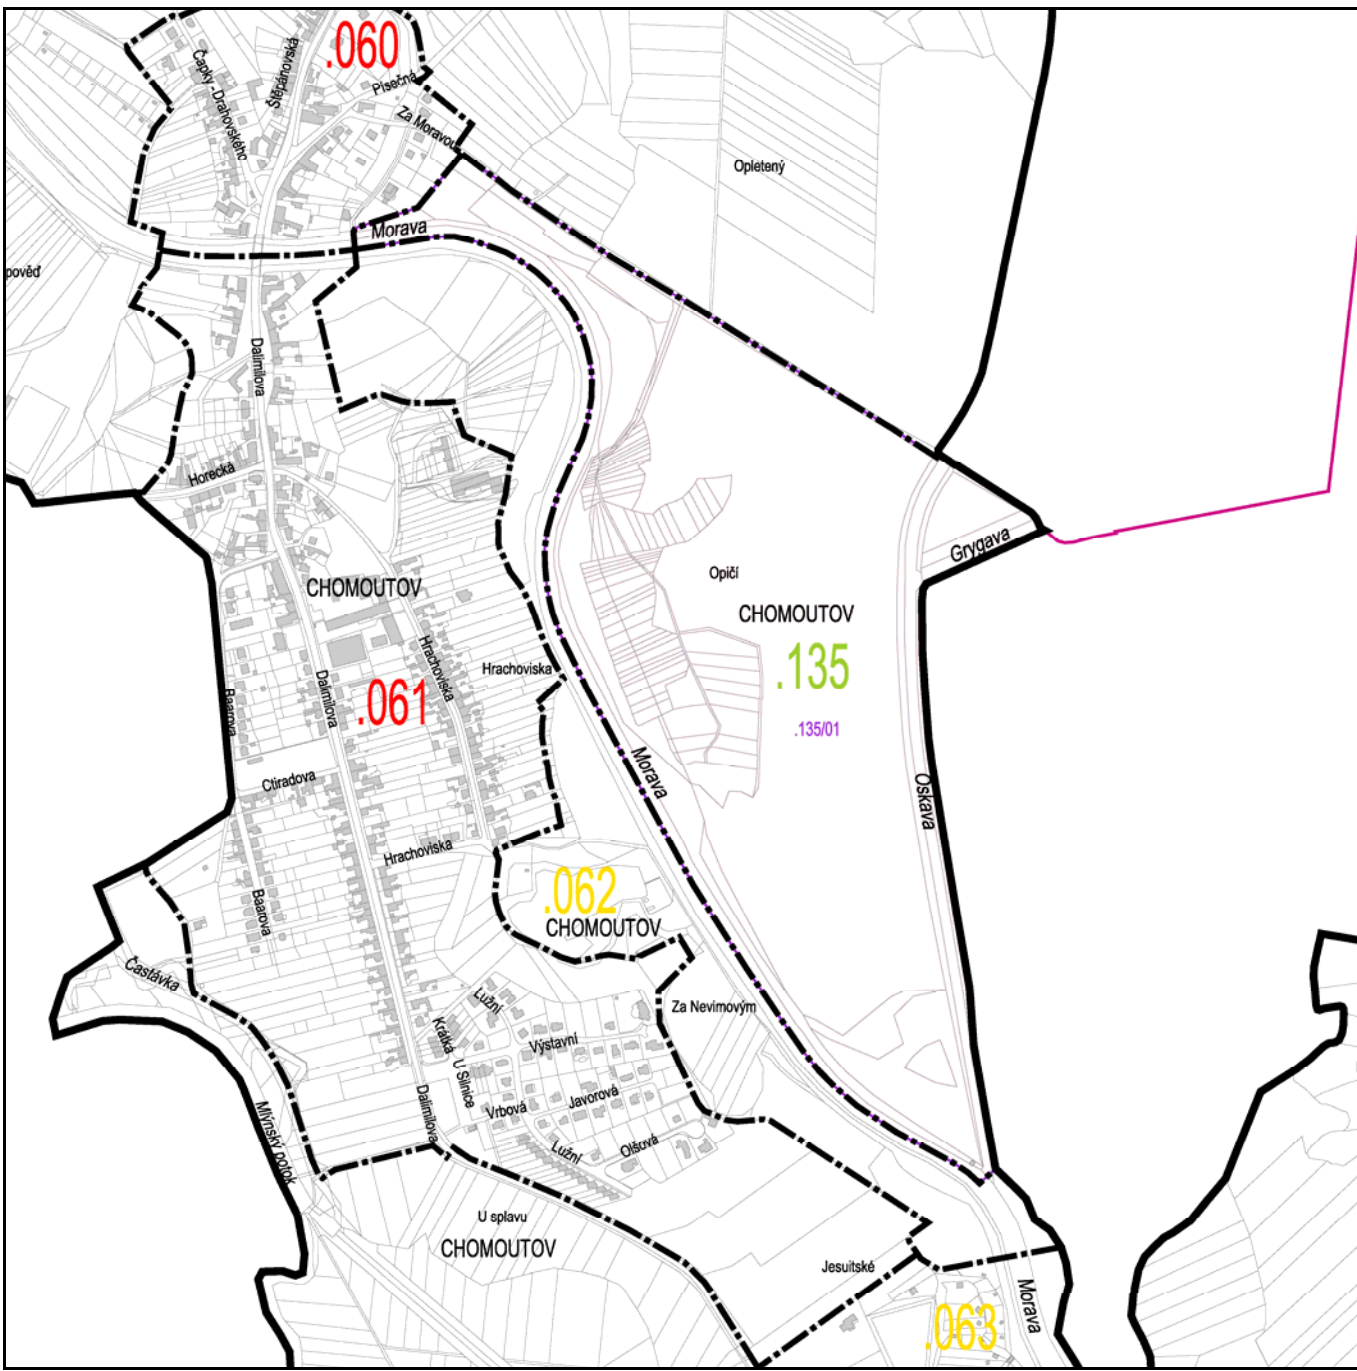 .060
Štěpánovská
Čapky - Drahovského
Písečná
Za Moravou
Opletený
Morava
pověď
Dalimilova
Horecká
Grygava
Opičí
CHOMOUTOV
CHOMOUTOV
.135
.135/01
Hrachoviska
Hrachoviska
Dalimilova
.061
Baarova
Morava
Ctiradova
Oskava
Hrachoviska
.062
CHOMOUTOV
Baarova
Častávka
Lužní
Za Nevimovým
Krátká
Výstavní
U Silnice
Javorová
Vrbová
Dalimilova
Mlýnský potok
Olšová
Lužní
U splavu
CHOMOUTOV
Jesuitské
Morava
.063